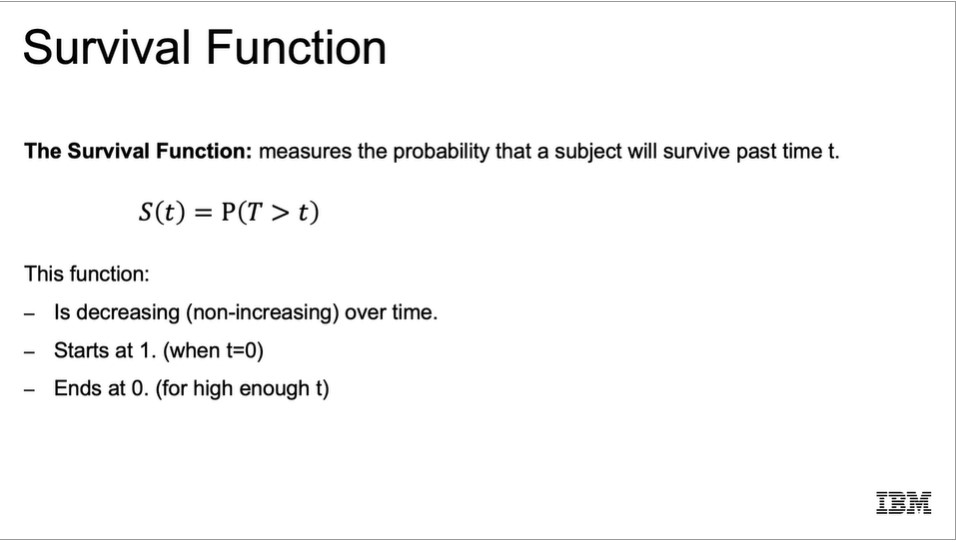 Survival Function
The Survival Function: measures the probability that a subject will survive past time t.
S(t) = P(T > t)
This function:
– Is decreasing (non-increasing) over time.
– Starts at 1. (when t=0)
– Ends at 0. (for high enough t)
IBM